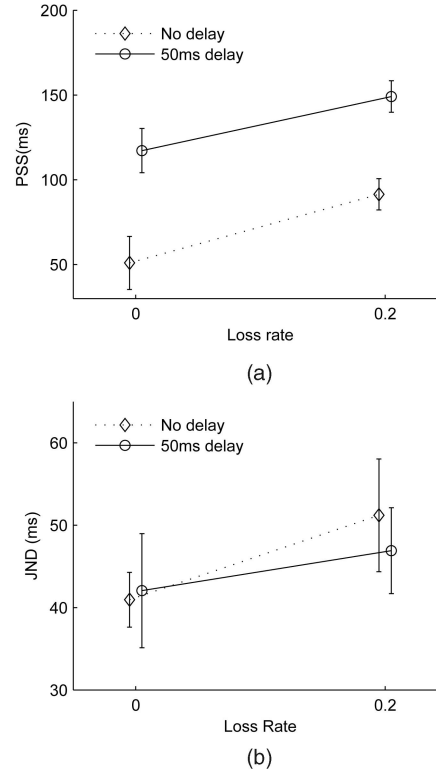 No delay
50ms delay
200
150
100
50
PSS(ms)
0
0.2
Loss rate
(a)
No delay
50ms delay
60
50
40
30
JND (ms)
0
0.2
Loss Rate
(b)